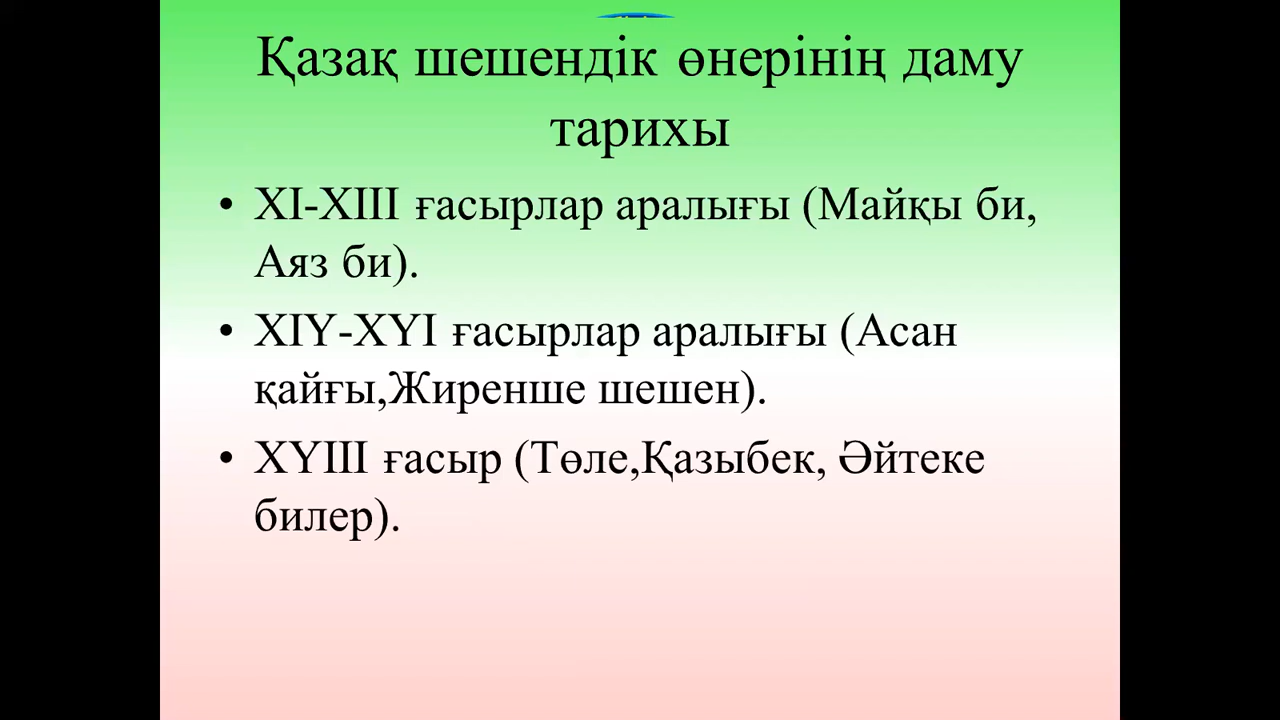 Қазақ шешендік өнерінің даму
тарихы
• XI-XIII ғасырлар аралығы (Майқы би,
Аяз би).
• XIY-XYI ғасырлар аралығы (Асан
қайғы,Жиренше шешен).
• XYIII ғасыр (Төле,Қазыбек, Әйтеке
билер).